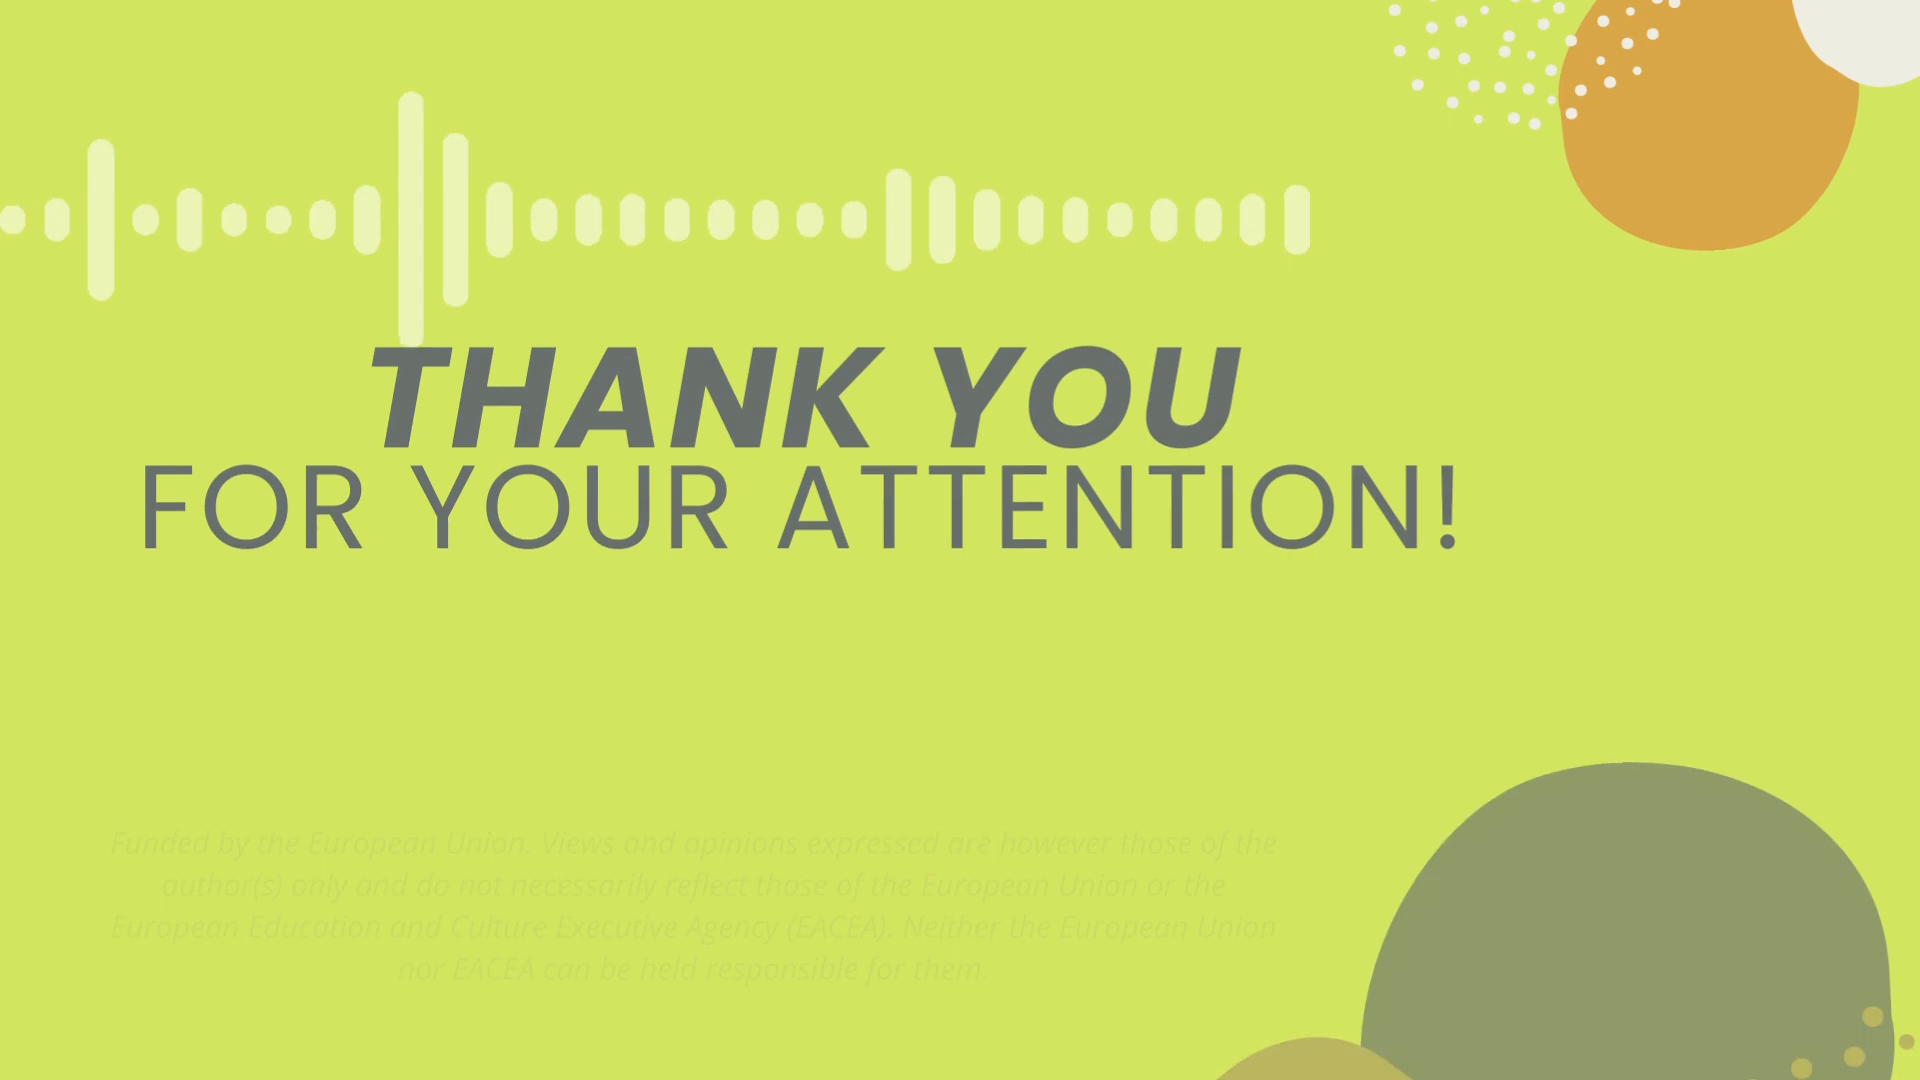 THANK YOU
FOR YOUR ATTENTION!
Funded by the European Union. Views and opinions expressed are however those of the
author(s) only and do not necessarily reflect those of the European Union or the
European Education and Culture Executive Agency (EACEA). Neither the European Union
nor EACEA can be held responsible for them.